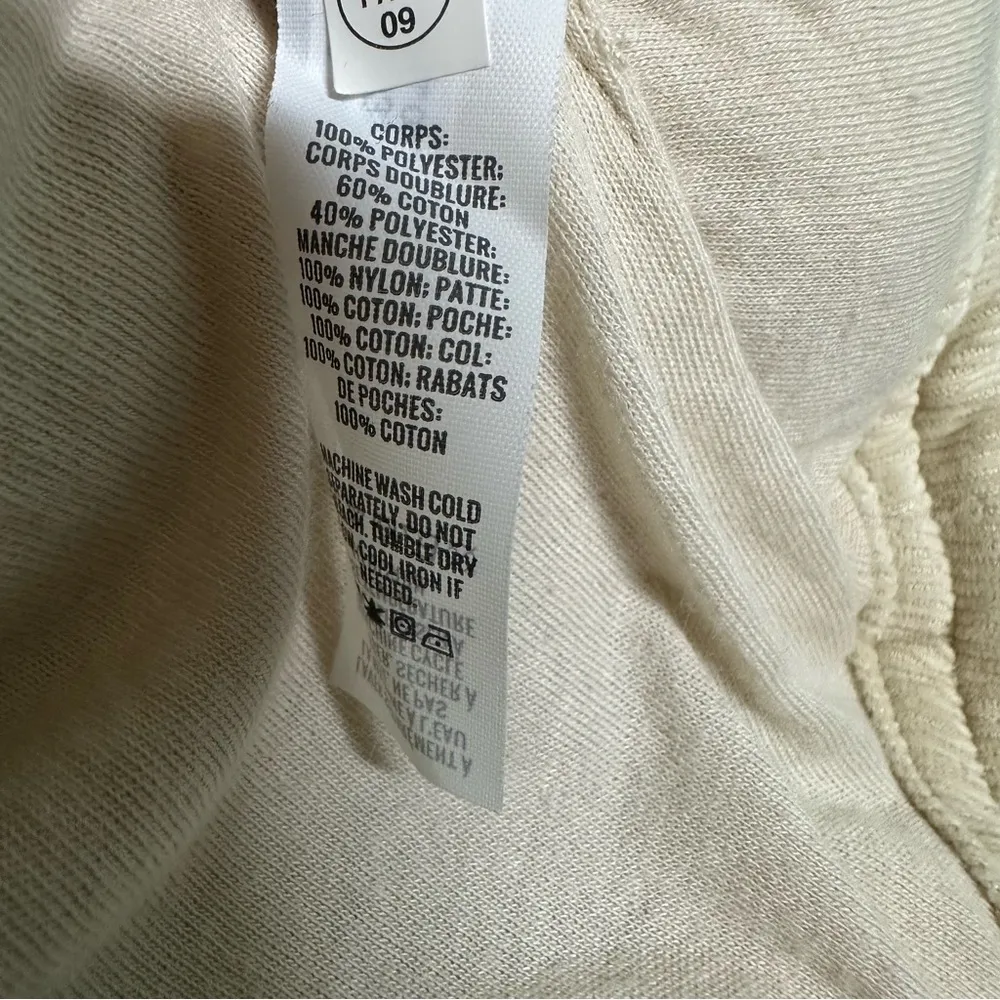 09
CORPS:
100% POLYESTER;
CORPS DOUBLURE:
60% COTON
40% POLYESTER;
MANCHE DOUBLURE:
100% NYLON; PATTE:
100% COTON; POCHE:
100% COTON; COL:
100% COTON; RABATS
DE POCHES:
100% COTON
MACHINE WASH COLD
SEPARATELY. DO NOT
TUMBLE DRY
COOL IRON IF
NEEDED.